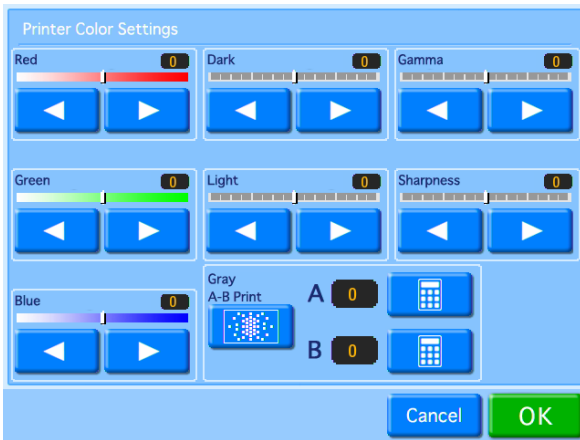 Printer Color Settings
Red 0
Dark 0
Gamma 0
Green 0
Light 0
Sharpness 0
Blue 0
Gray
A-B Print
A 0
B 0
Cancel
OK